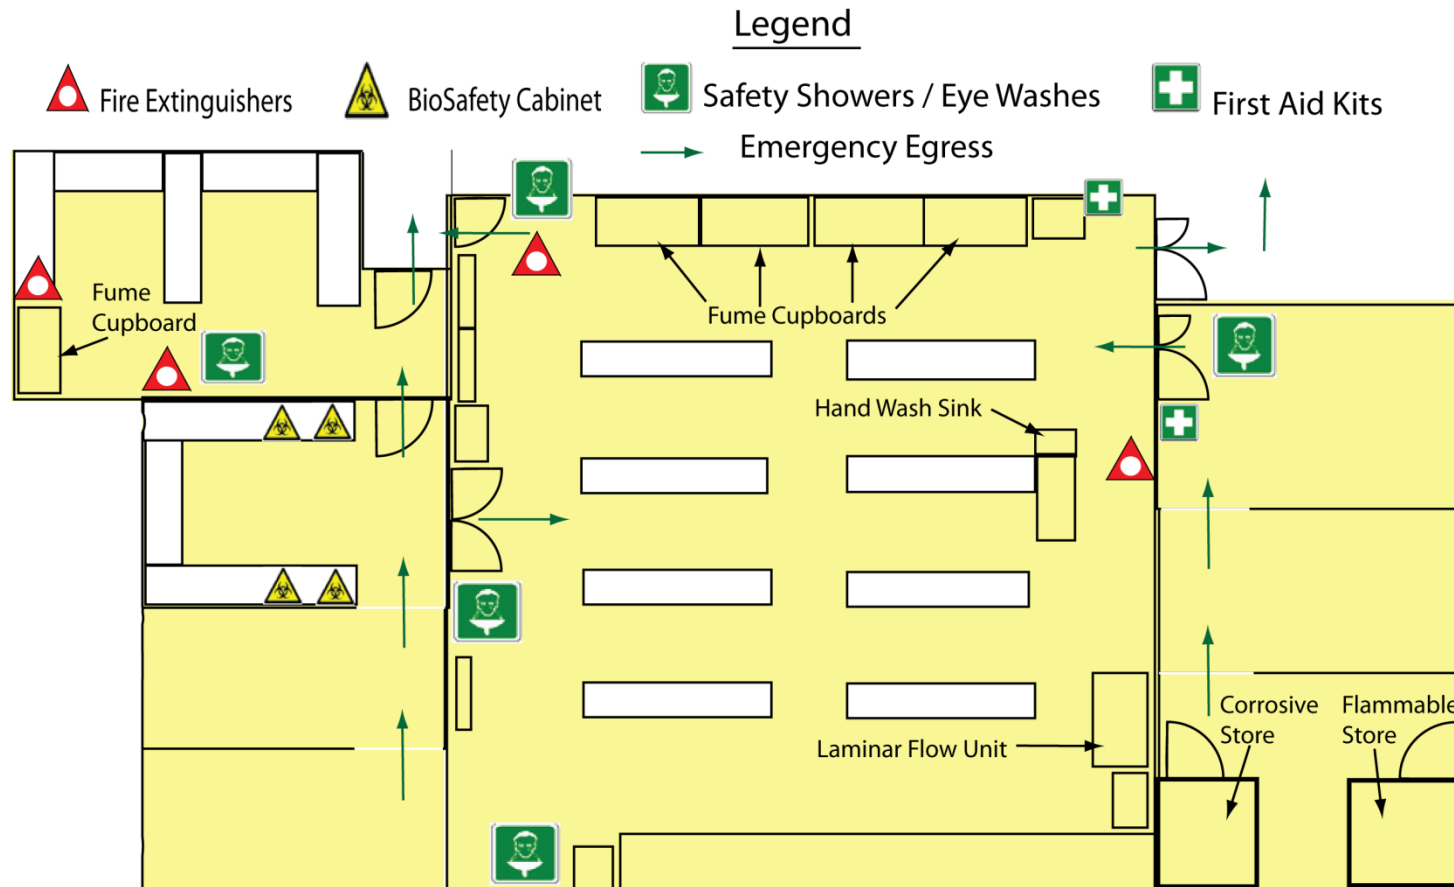 Legend
Fire Extinguishers
BioSafety Cabinet
Safety Showers / Eye Washes
First Aid Kits
Emergency Egress
Fume
Cupboard
Fume Cupboards
Hand Wash Sink
Laminar Flow Unit
Corrosive
Store
Flammable
Store